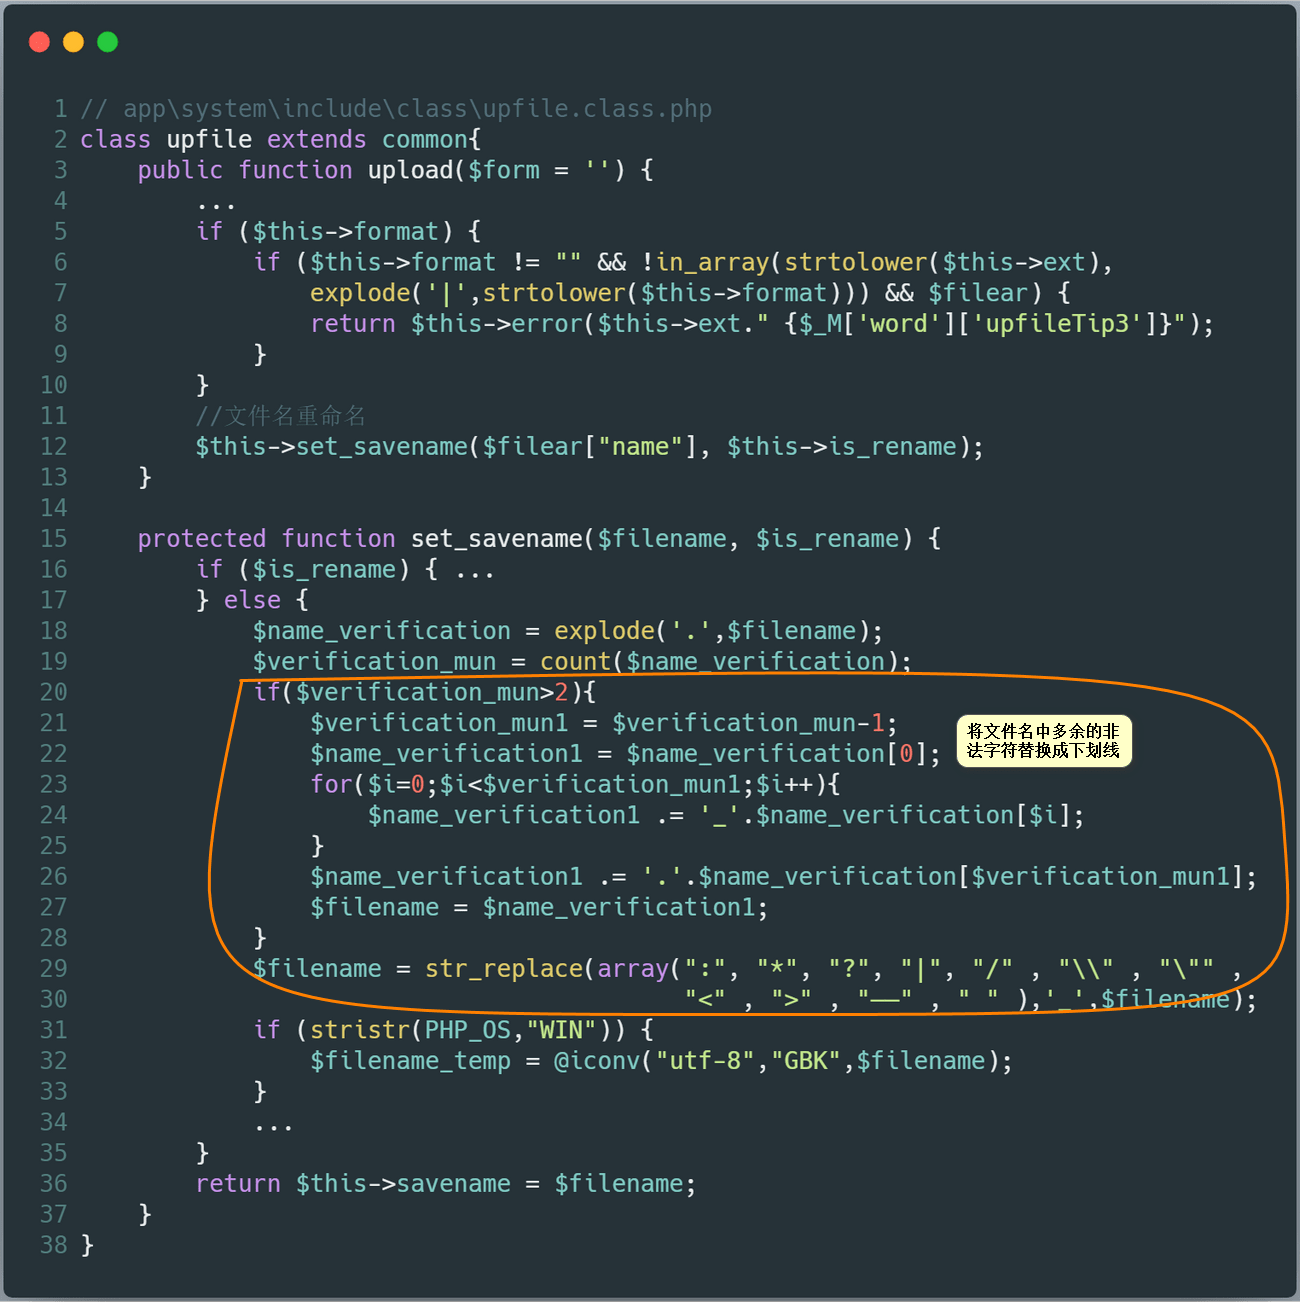 1 // app\system\include\class\upfile.class.php
2 class upfile extends common{
3     public function upload($form = '') {
4         ...
5         if ($this->format) {
6             if ($this->format != "" && !in_array(strtolower($this->ext),
7                 explode('|',strtolower($this->format))) && $filear) {
8                 return $this->error($this->ext." {$_M['word']['upfileTip3']}");
9             }
10         }
11         //文件名重命名
12         $this->set_savename($filear["name"], $this->is_rename);
13     }
14
15     protected function set_savename($filename, $is_rename) {
16         if ($is_rename) { ...
17         } else {
18             $name_verification = explode('.',$filename);
19             $verification_mun = count($name_verification);
20             if($verification_mun>2){
21                 $verification_mun1 = $verification_mun-1;
22                 $name_verification1 = $name_verification[0];
将文件名中多余的非
法字符替换成下划线
23                 for($i=0;$i<$verification_mun1;$i++){
24                     $name_verification1 .= '_'.$name_verification[$i];
25                 }
26                 $name_verification1 .= '.'.$name_verification[$verification_mun1];
27                 $filename = $name_verification1;
28             }
29             $filename = str_replace(array(":", "*", "?", "|", "/" , "\\" , "\"" ,
30                                           "<" , ">" , "——" , " " ),'_',$filename);
31             if (stristr(PHP_OS,"WIN")) {
32                 $filename_temp = @iconv("utf-8","GBK",$filename);
33             }
34             ...
35         }
36         return $this->savename = $filename;
37     }
38 }